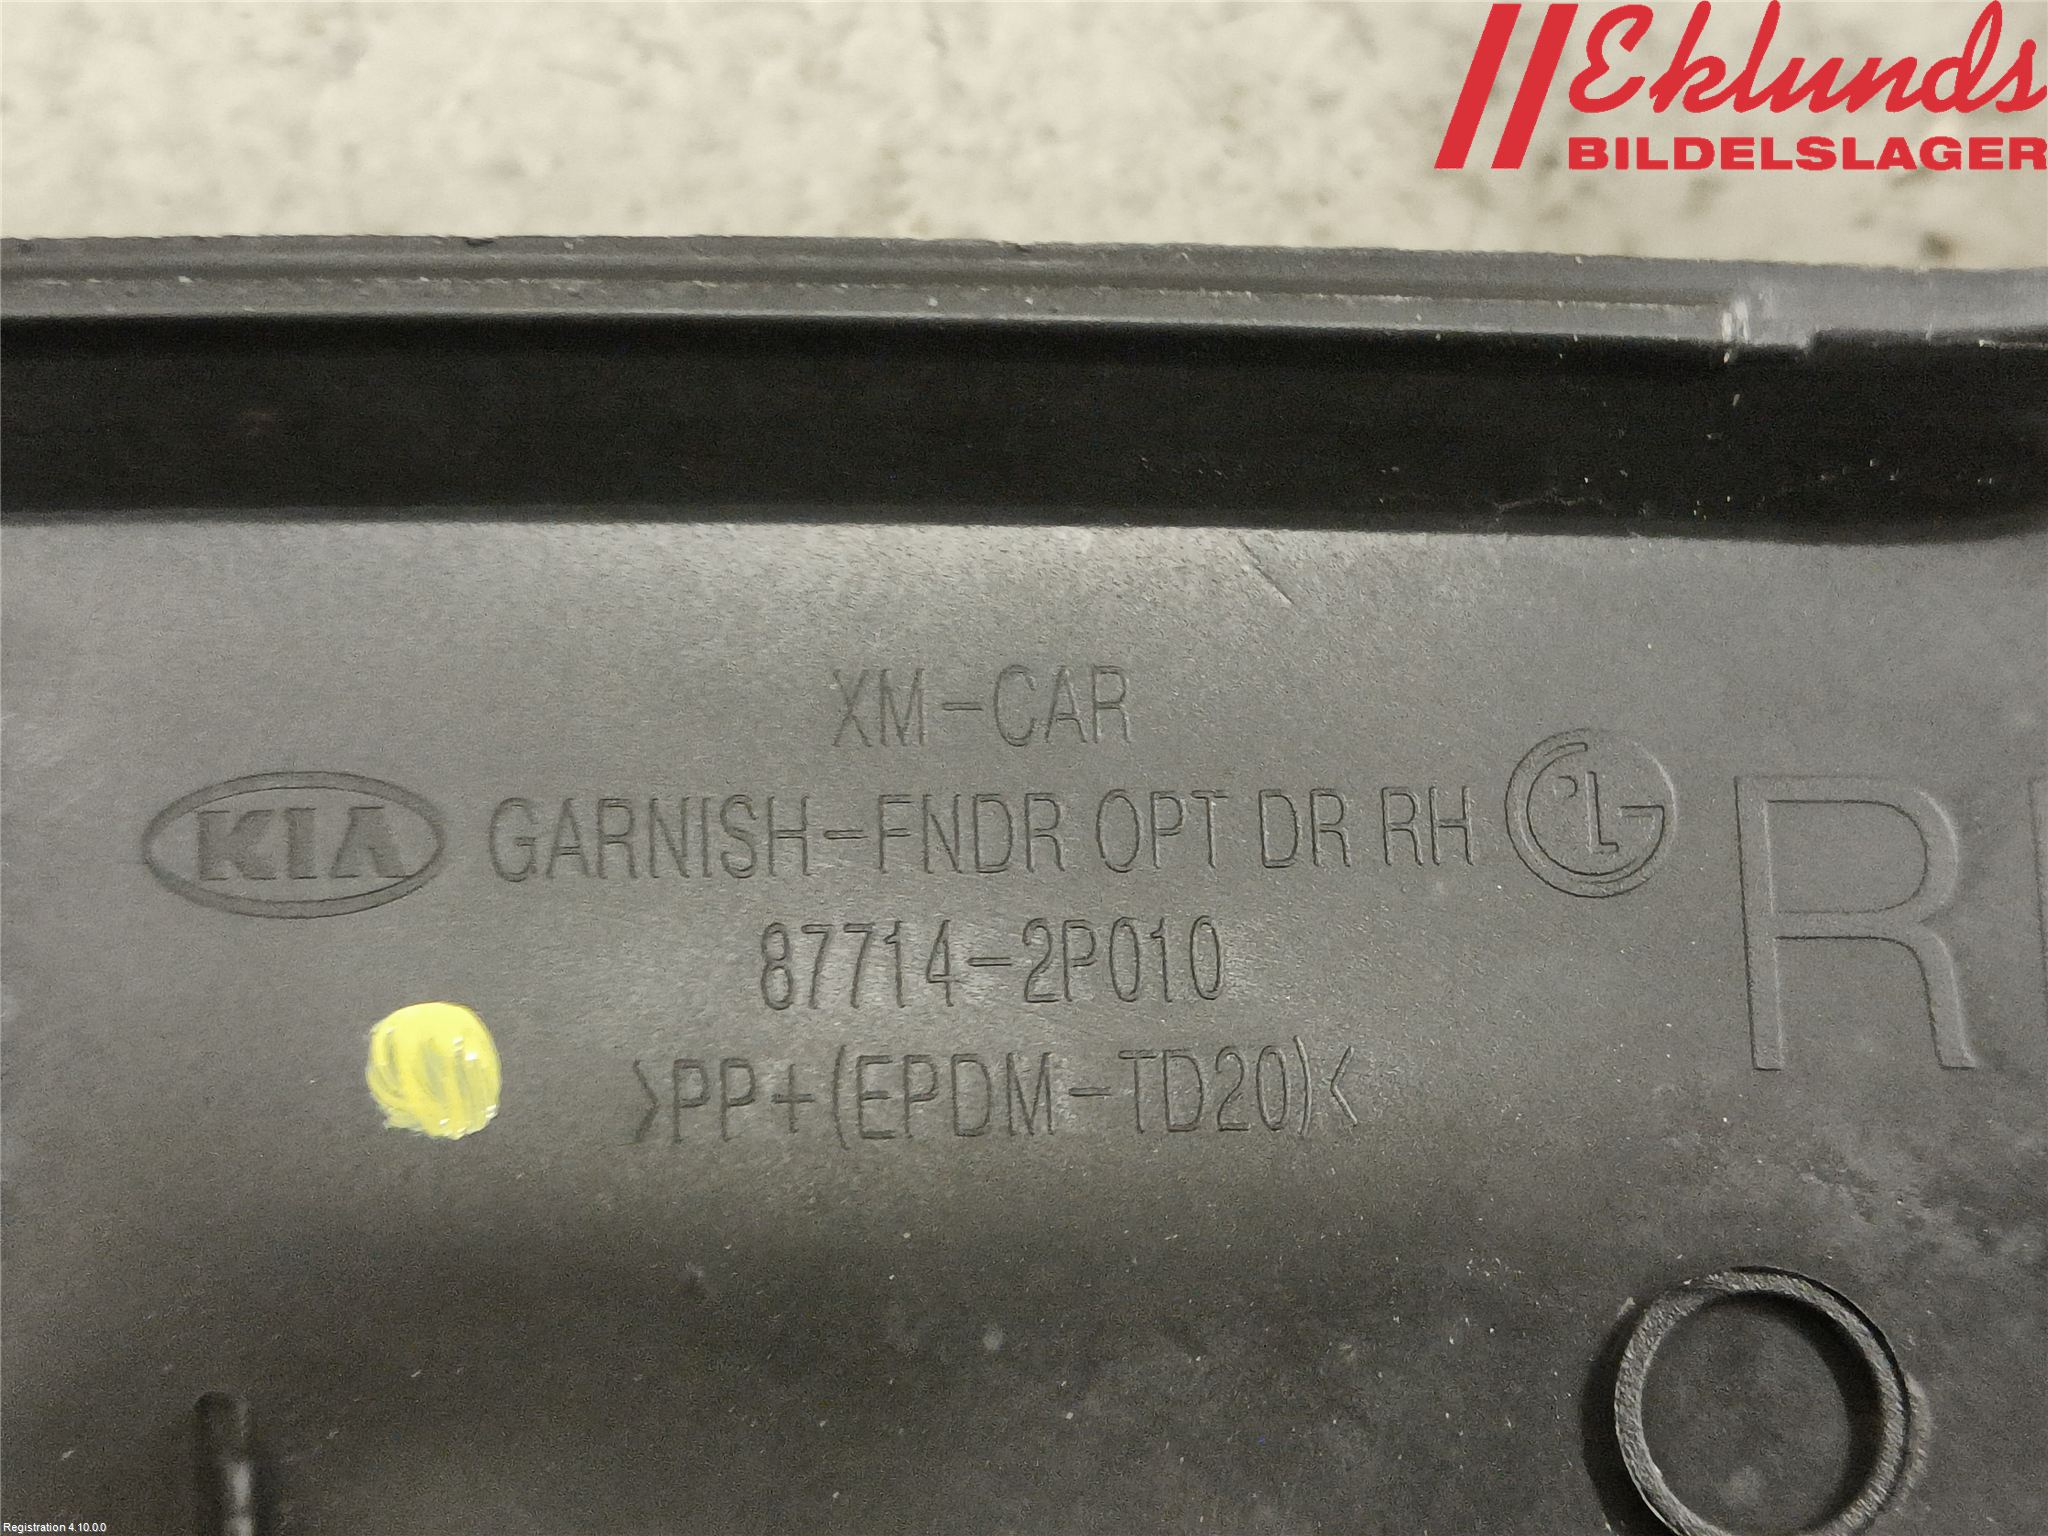 Eklunds
BILDELSLAGER
XM-CAR
KIA GARNISH-FNDR OPT DR RH
87714-2P010
>PP+(EPDM-TD20)<
Registration 4.10.0.0